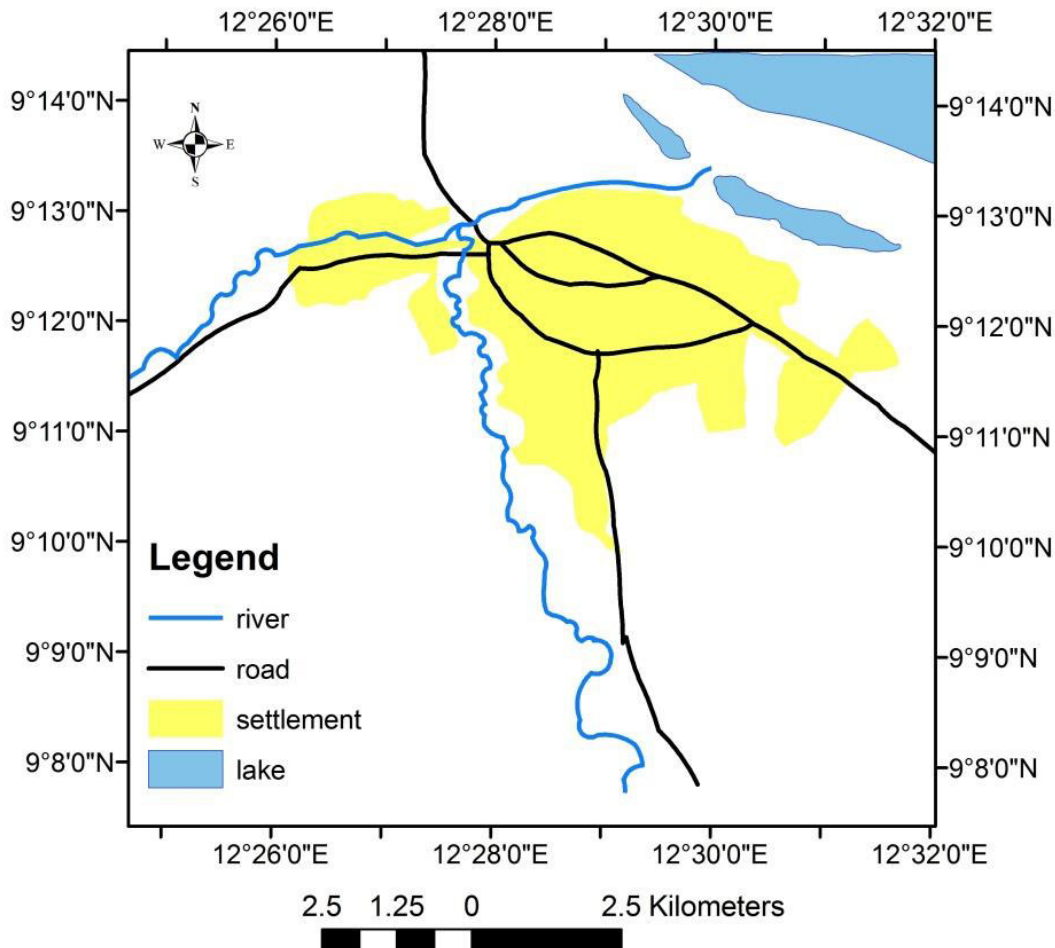 12°26'0"E 12°28'0"E 12°30'0"E 12°32'0"E
9°14'0"N 9°14'0"N
N
W E
S
9°13'0"N 9°13'0"N
9°12'0"N 9°12'0"N
9°11'0"N 9°11'0"N
9°10'0"N 9°10'0"N
Legend
river
9°9'0"N 9°9'0"N
road
settlement
9°8'0"N 9°8'0"N
lake
12°26'0"E 12°28'0"E 12°30'0"E 12°32'0"E
2.5 1.25 0 2.5 Kilometers